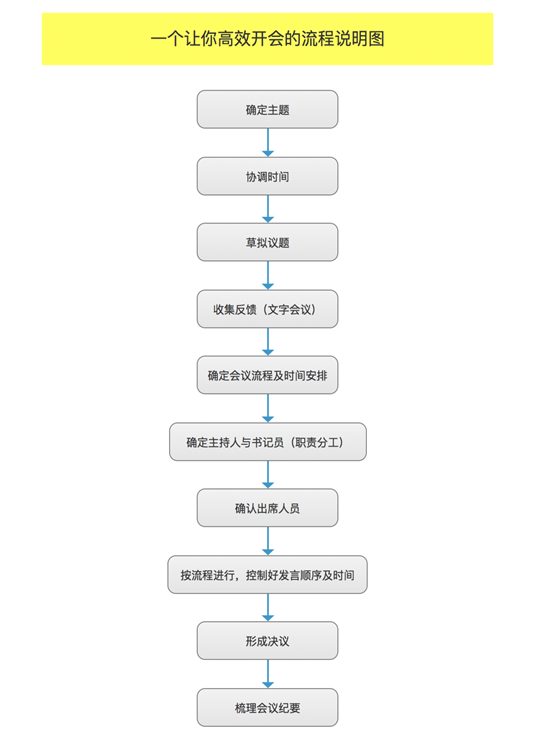 一个让你高效开会的流程说明图
确定主题
协调时间
草拟议题
收集反馈（文字会议）
确定会议流程及时间安排
确定主持人与书记员（职责分工）
确认出席人员
按流程进行，控制好发言顺序及时间
形成决议
梳理会议纪要